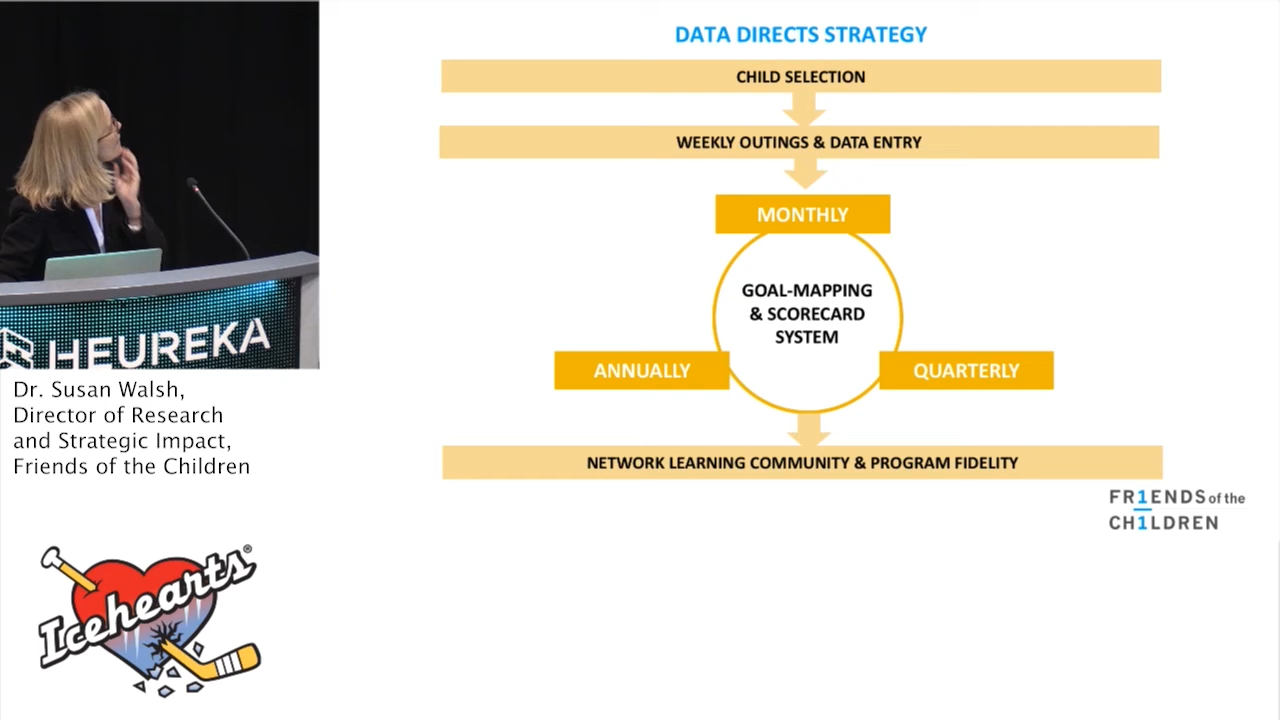 DATA DIRECTS STRATEGY
CHILD SELECTION
WEEKLY OUTINGS & DATA ENTRY
MONTHLY
GOAL-MAPPING
& SCORECARD
SYSTEM
ANNUALLY
QUARTERLY
NETWORK LEARNING COMMUNITY & PROGRAM FIDELITY
FR1ENDS of the
CH1LDREN
HEUREKA
Dr. Susan Walsh,
Director of Research
and Strategic Impact,
Friends of the Children
Icehearts®